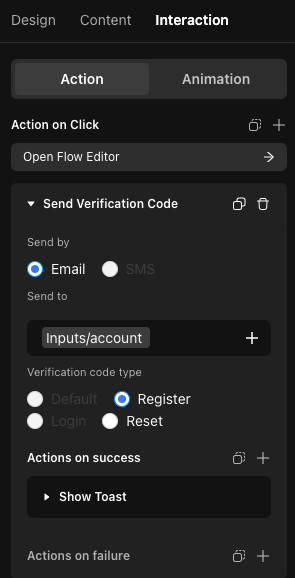 Design Content Interaction
Action Animation
Action on Click
Open Flow Editor
Send Verification Code
Send by
Email SMS
Send to
Inputs/account
Verification code type
Default Register
Login Reset
Actions on success
Show Toast
Actions on failure